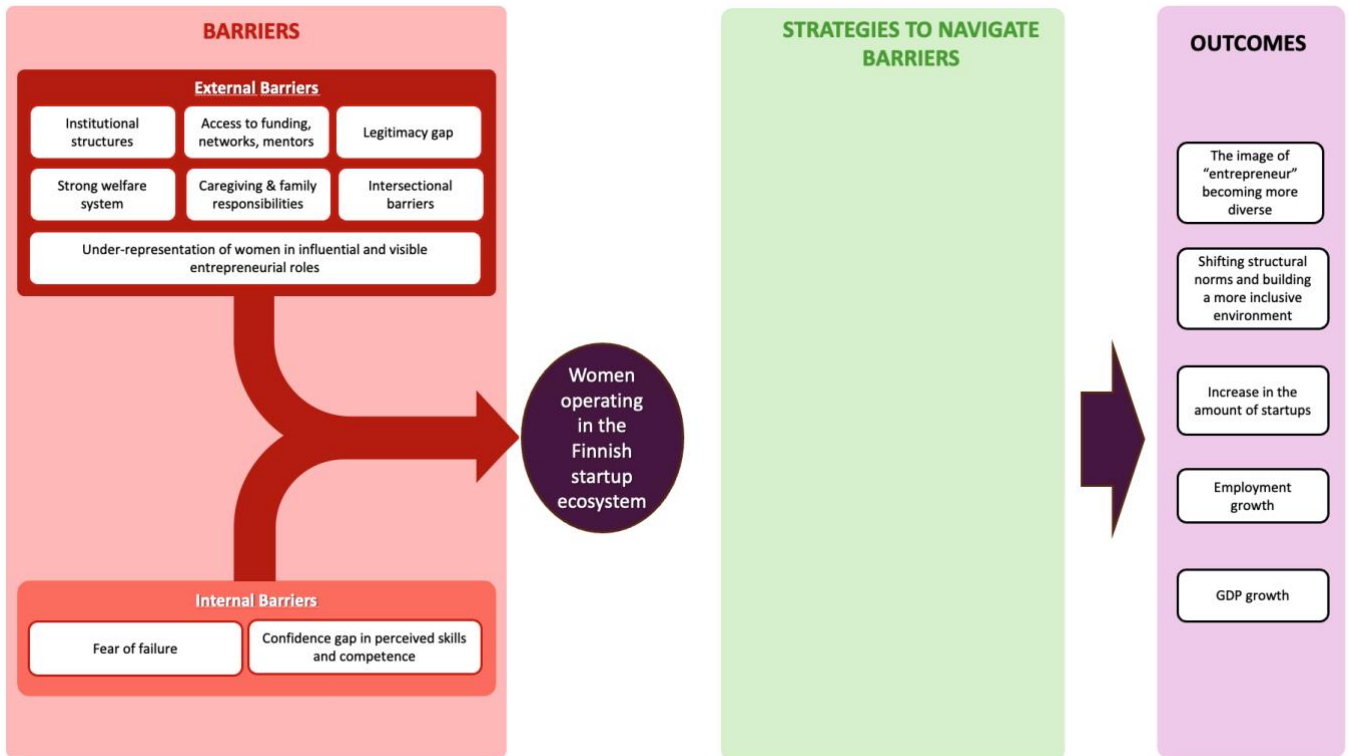 BARRIERS
External Barriers
Institutional
structures
Access to funding,
networks, mentors
Legitimacy gap
Strong welfare
system
Caregiving & family
responsibilities
Intersectional
barriers
Under-representation of women in influential and visible
entrepreneurial roles
Internal Barriers
Fear of failure
Confidence gap in perceived skills
and competence
Women
operating
in the
Finnish
startup
ecosystem
STRATEGIES TO NAVIGATE
BARRIERS
OUTCOMES
The image of
“entrepreneur”
becoming more
diverse
Shifting structural
norms and building
a more inclusive
environment
Increase in the
amount of startups
Employment
growth
GDP growth